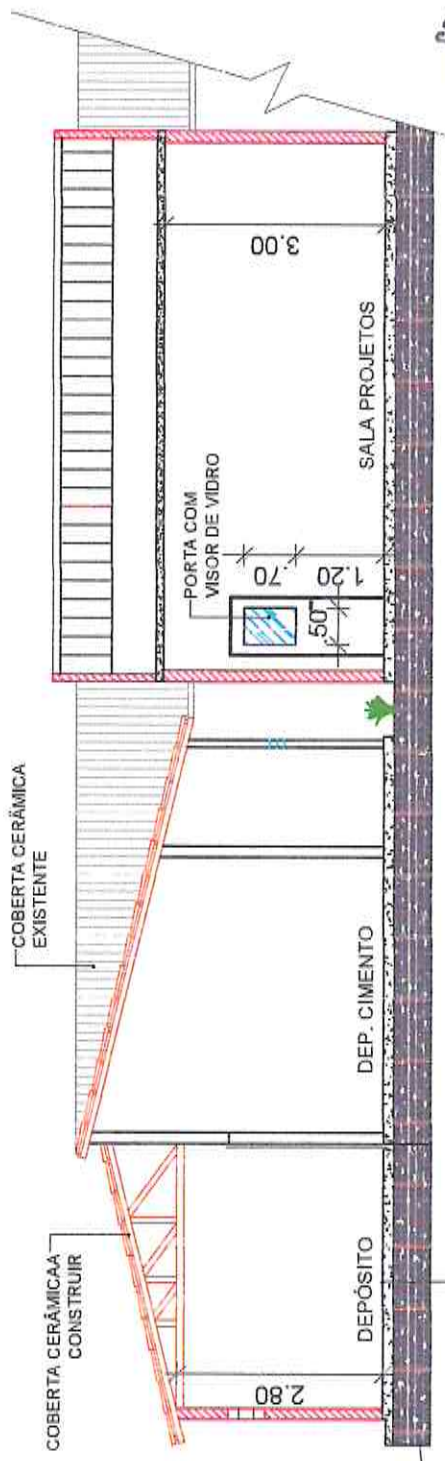 COBERTA CERÂMICAA
CONSTRUIR
COBERTA CERÂMICA
EXISTENTE
2.80
DEPÓSITO
DEP. CIMENTO
PORTA COM
VISOR DE VIDRO
.70
1.20
.50
3.00
SALA PROJETOS